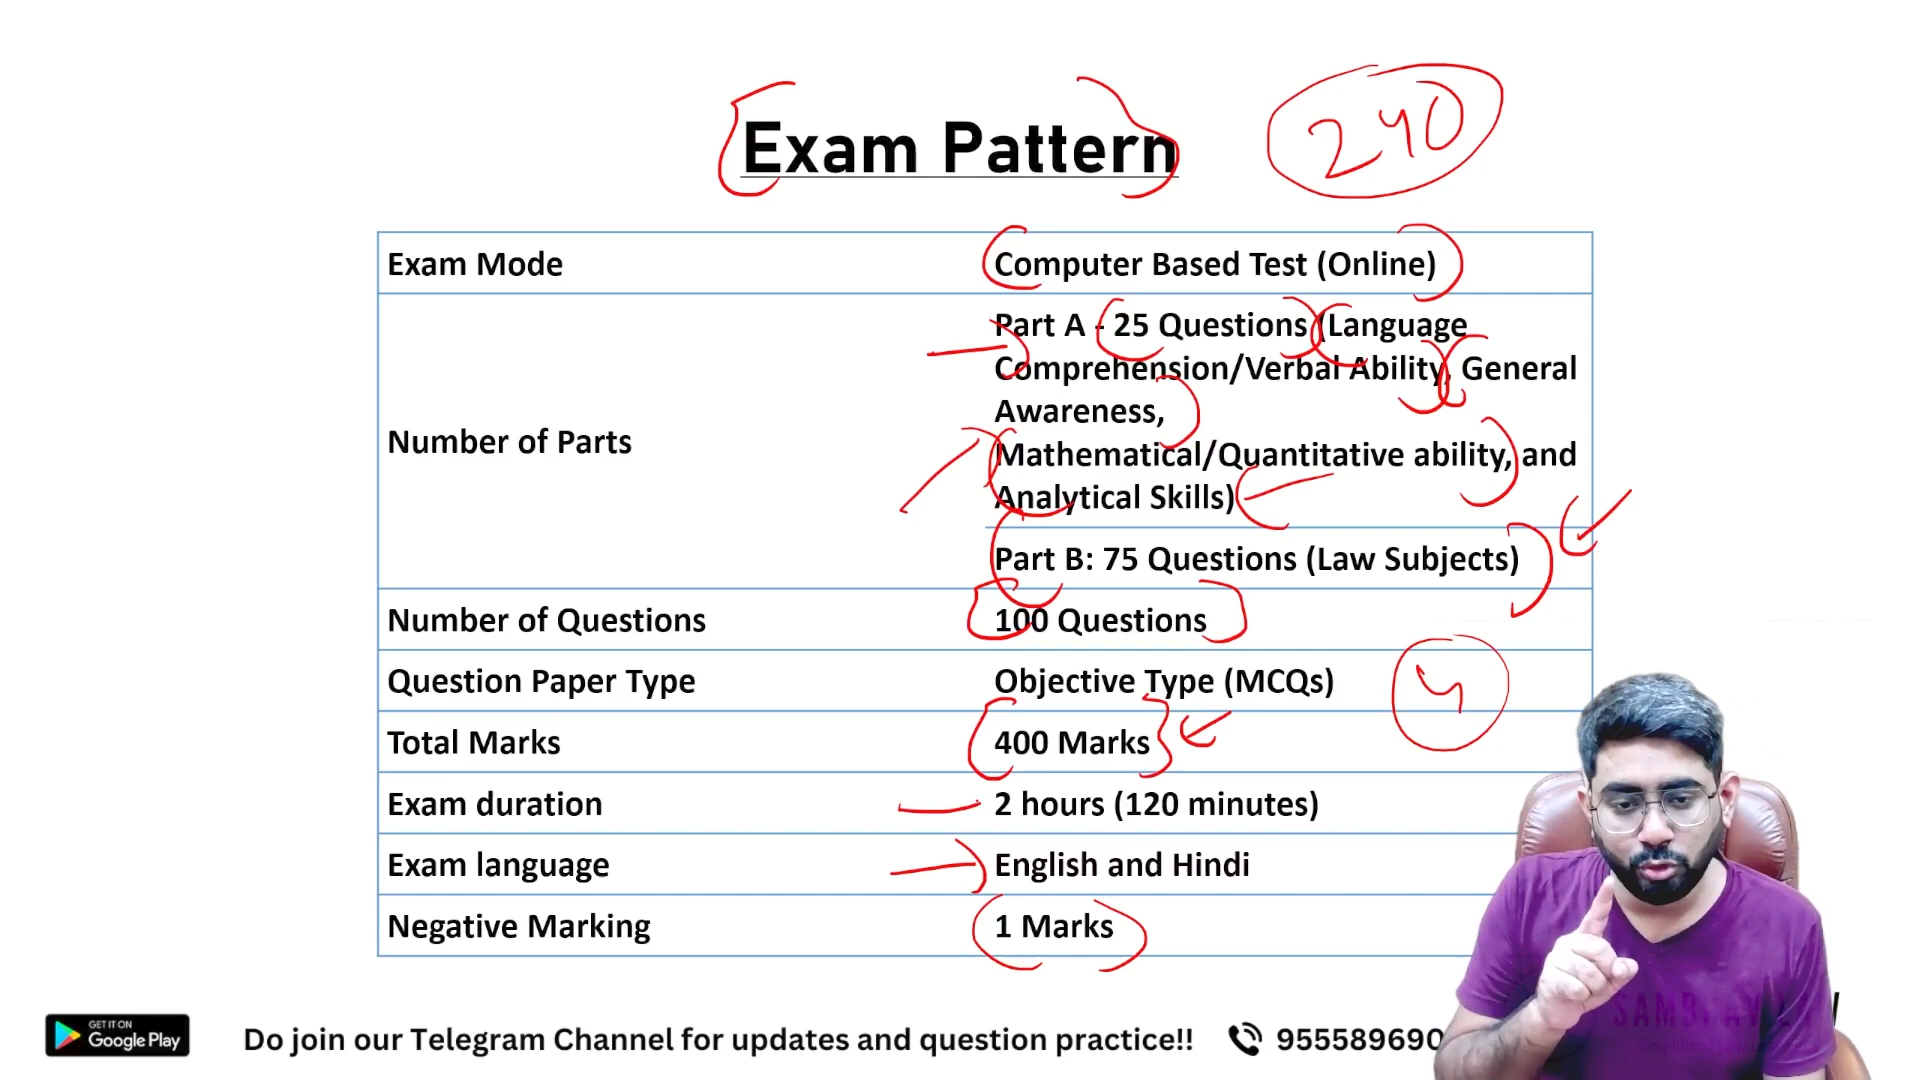 Exam Pattern
240
Exam Mode
Computer Based Test (Online)
Number of Parts
Part A - 25 Questions (Language
Comprehension/Verbal Ability, General
Awareness,
Mathematical/Quantitative ability, and
Analytical Skills)
Part B: 75 Questions (Law Subjects)
Number of Questions
100 Questions
Question Paper Type
Objective Type (MCQs)
4
Total Marks
400 Marks
Exam duration
2 hours (120 minutes)
Exam language
English and Hindi
Negative Marking
1 Marks
GET IT ON
Google Play
Do join our Telegram Channel for updates and question practice!!
955589690